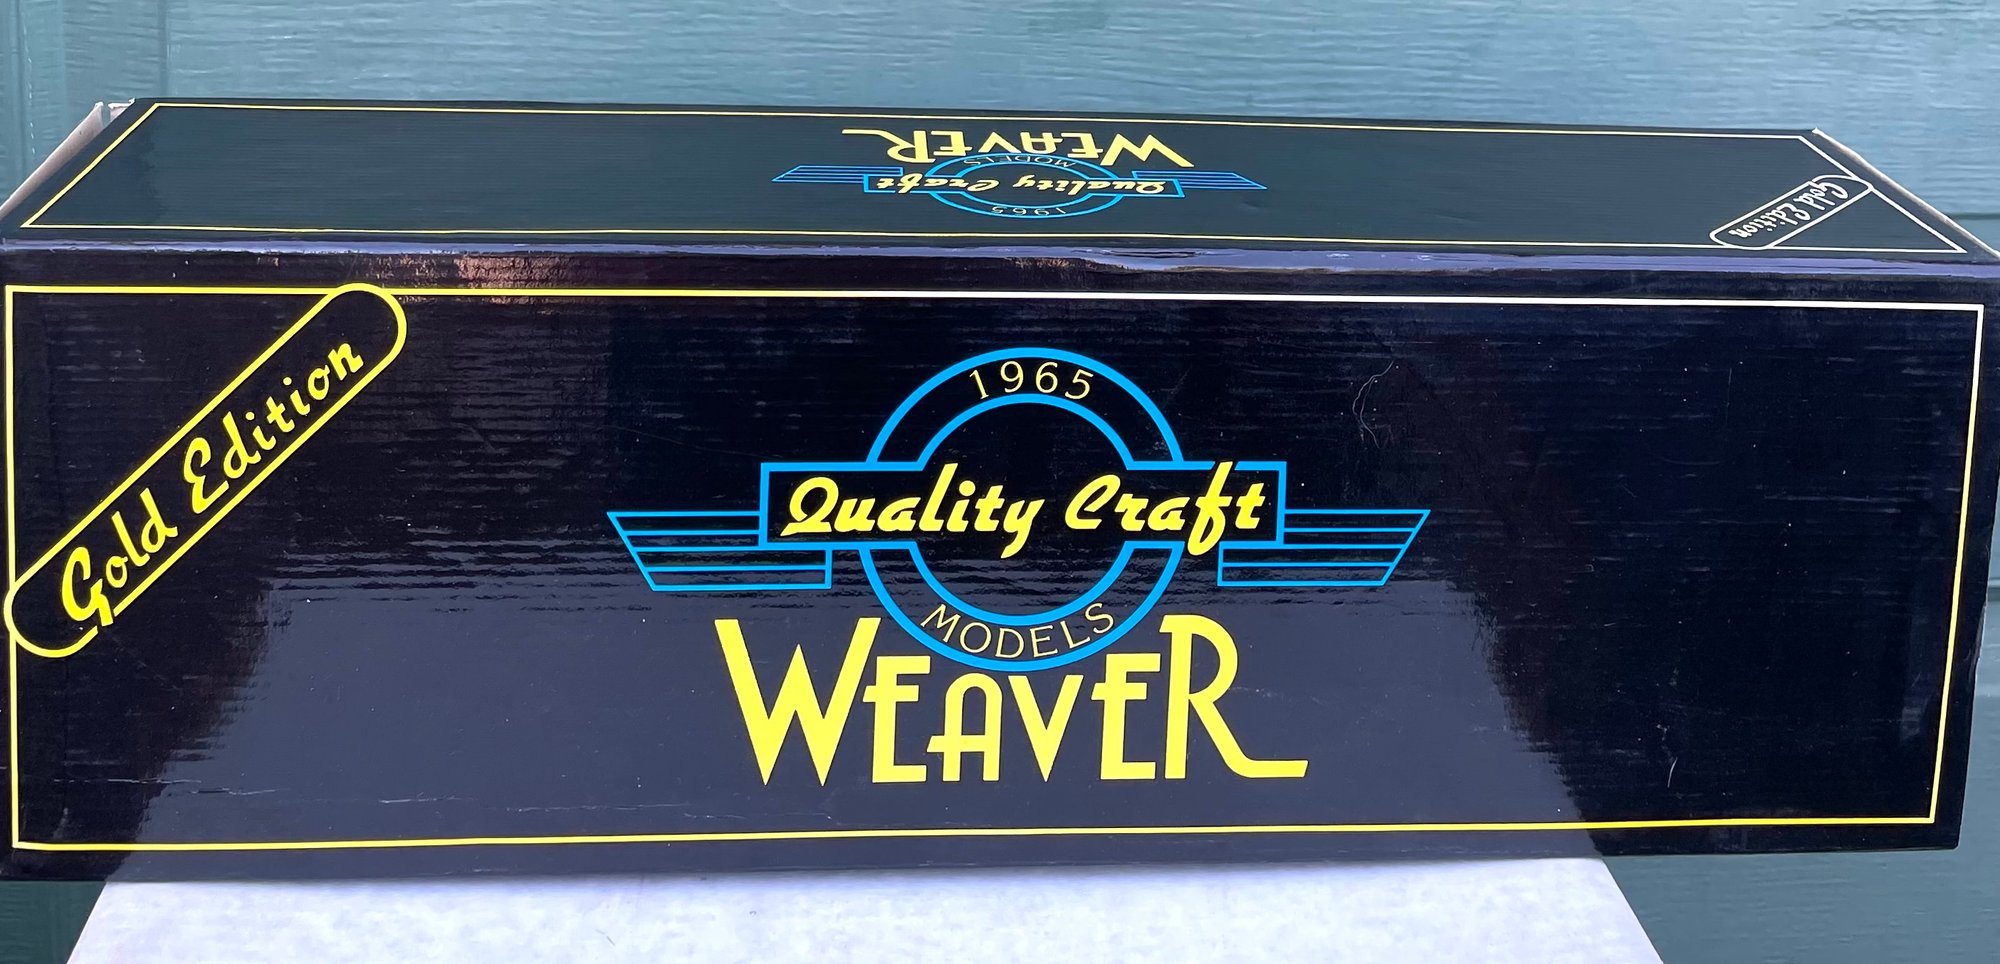 WEAVER
MODELS
Quality Craft
1965
Gold Edition
Gold Edition
1965
Quality Craft
MODELS
WEAVER